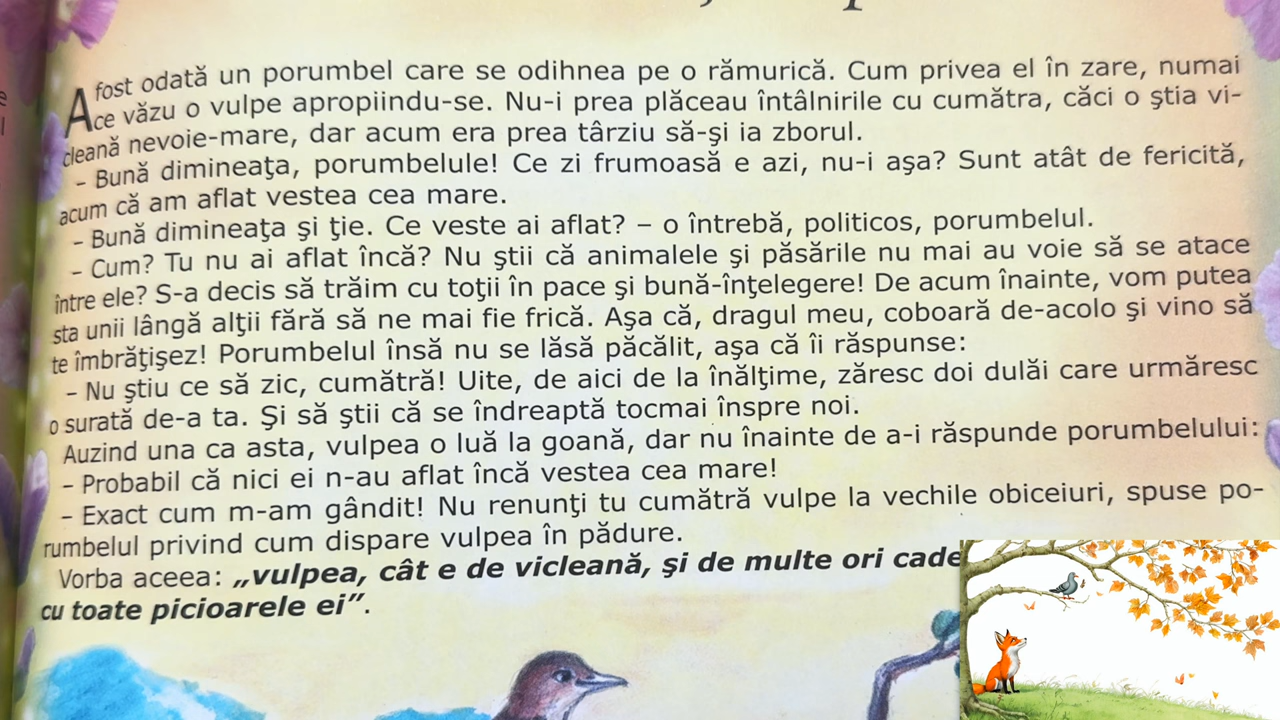 A fost odată un porumbel care se odihnea pe o rămurică. Cum privea el în zare, numai
ce văzu o vulpe apropiindu-se. Nu-i prea plăceau întâlnirile cu cumătra, căci o ştia vi-
cleană nevoie-mare, dar acum era prea târziu să-şi ia zborul.
– Bună dimineaţa, porumbelule! Ce zi frumoasă e azi, nu-i aşa? Sunt atât de fericită,
acum că am aflat vestea cea mare.
– Bună dimineaţa şi ţie. Ce veste ai aflat? – o întrebă, politicos, porumbelul.
– Cum? Tu nu ai aflat încă? Nu ştii că animalele şi păsările nu mai au voie să se atace
între ele? S-a decis să trăim cu toţii în pace şi bună-înţelegere! De acum înainte, vom putea
sta unii lângă alţii fără să ne mai fie frică. Aşa că, dragul meu, coboară de-acolo şi vino să
te îmbrăţişez! Porumbelul însă nu se lăsă păcălit, aşa că îi răspunse:
– Nu ştiu ce să zic, cumătră! Uite, de aici de la înălţime, zăresc doi dulăi care urmăresc
o surată de-a ta. Şi să ştii că se îndreaptă tocmai înspre noi.
Auzind una ca asta, vulpea o luă la goană, dar nu înainte de a-i răspunde porumbelului:
– Probabil că nici ei n-au aflat încă vestea cea mare!
– Exact cum m-am gândit! Nu renunţi tu cumătră vulpe la vechile obiceiuri, spuse po-
rumbelul privind cum dispare vulpea în pădure.
Vorba aceea: „vulpea, cât e de vicleană, şi de multe ori cade
cu toate picioarele ei”.